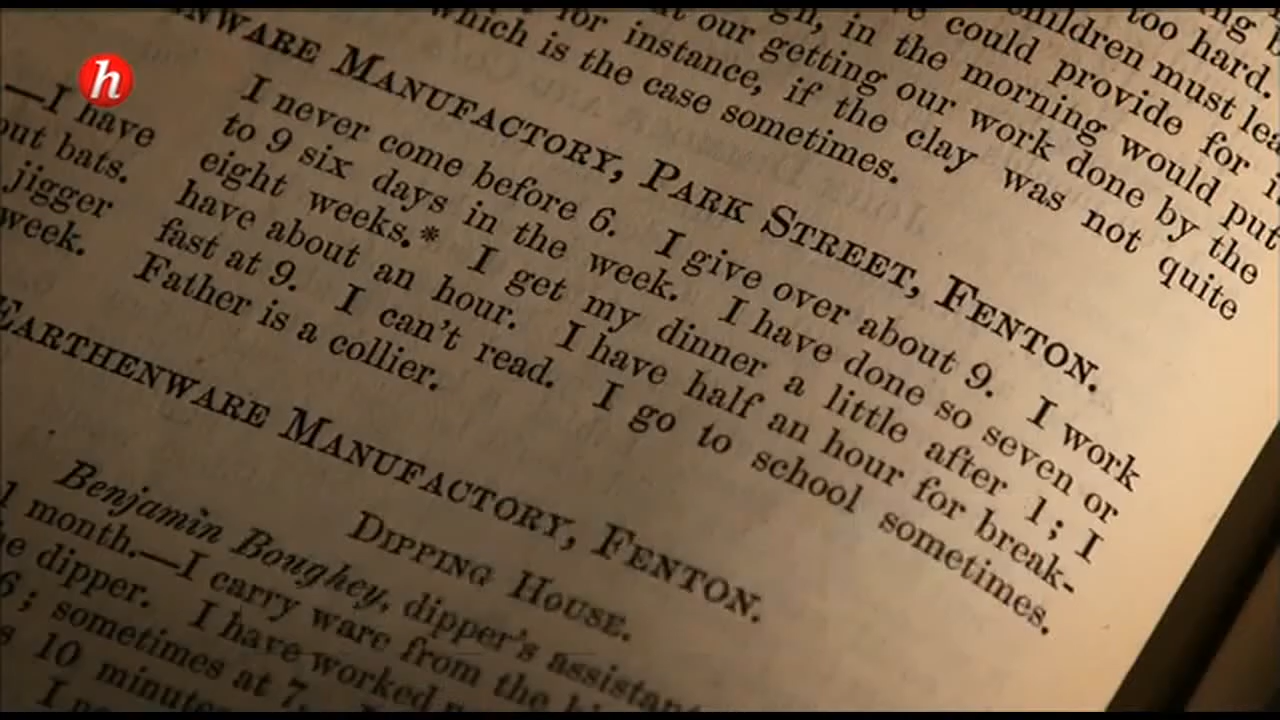 h
ng b
children must lea
too hard.
could provide for i
gh, in the morning would put
at our getting our work done by the
for instance, if the clay was not quite
which is the case sometimes.
NWARE MANUFACTORY, PARK STREET, FENTON.
—I have
out bats.
jigger
week.
I never come before 6. I give over about 9. I work
to 9 six days in the week. I have done so seven or
eight weeks.* I get my dinner a little after 1; I
have about an hour. I have half an hour for break-
fast at 9. I can't read. I go to school sometimes.
Father is a collier.
EARTHENWARE MANUFACTORY, FENTON.
DIPPING HOUSE.
Benjamin Boughey, dipper's assistant
1 month.—I carry ware from the
he dipper. I have worked
6; sometimes at 7.
s 10 minutes